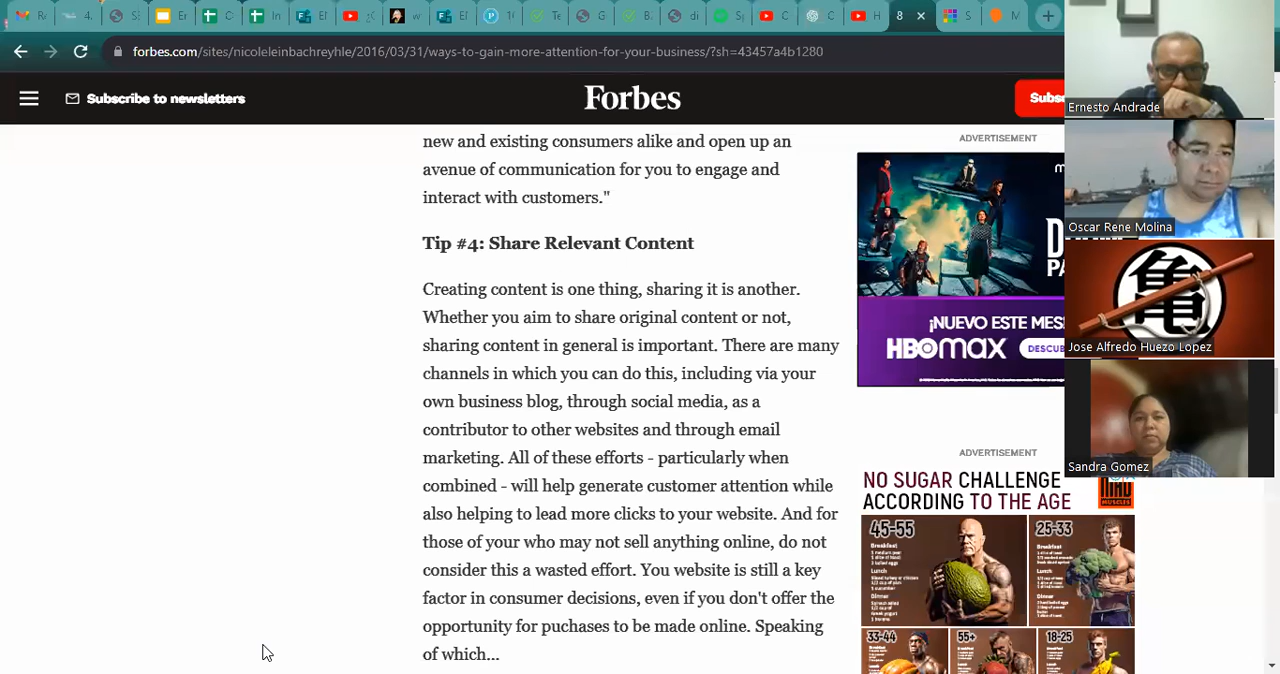 forbes.com/sites/nicoleleinbachreyhle/2016/03/31/ways-to-gain-more-attention-for-your-business/?sh=43457a4b1280
Subscribe to newsletters
Forbes
new and existing consumers alike and open up an
avenue of communication for you to engage and
interact with customers."
Tip #4: Share Relevant Content
Creating content is one thing, sharing it is another.
Whether you aim to share original content or not,
sharing content in general is important. There are many
channels in which you can do this, including via your
own business blog, through social media, as a
contributor to other websites and through email
marketing. All of these efforts - particularly when
combined - will help generate customer attention while
also helping to lead more clicks to your website. And for
those of your who may not sell anything online, do not
consider this a wasted effort. You website is still a key
factor in consumer decisions, even if you don't offer the
opportunity for puchases to be made online. Speaking
of which...
ADVERTISEMENT
¡NUEVO ESTE MES
HBOmax
DESCUB
ADVERTISEMENT
NO SUGAR CHALLENGE
ACCORDING TO THE AGE
45-55
Breakfast
Lunch
Dinner
25-33
Breakfast
Lunch
Dinner
33-44
55+
18-25
Ernesto Andrade
Oscar Rene Molina
亀
Jose Alfredo Huezo Lopez
Sandra Gomez